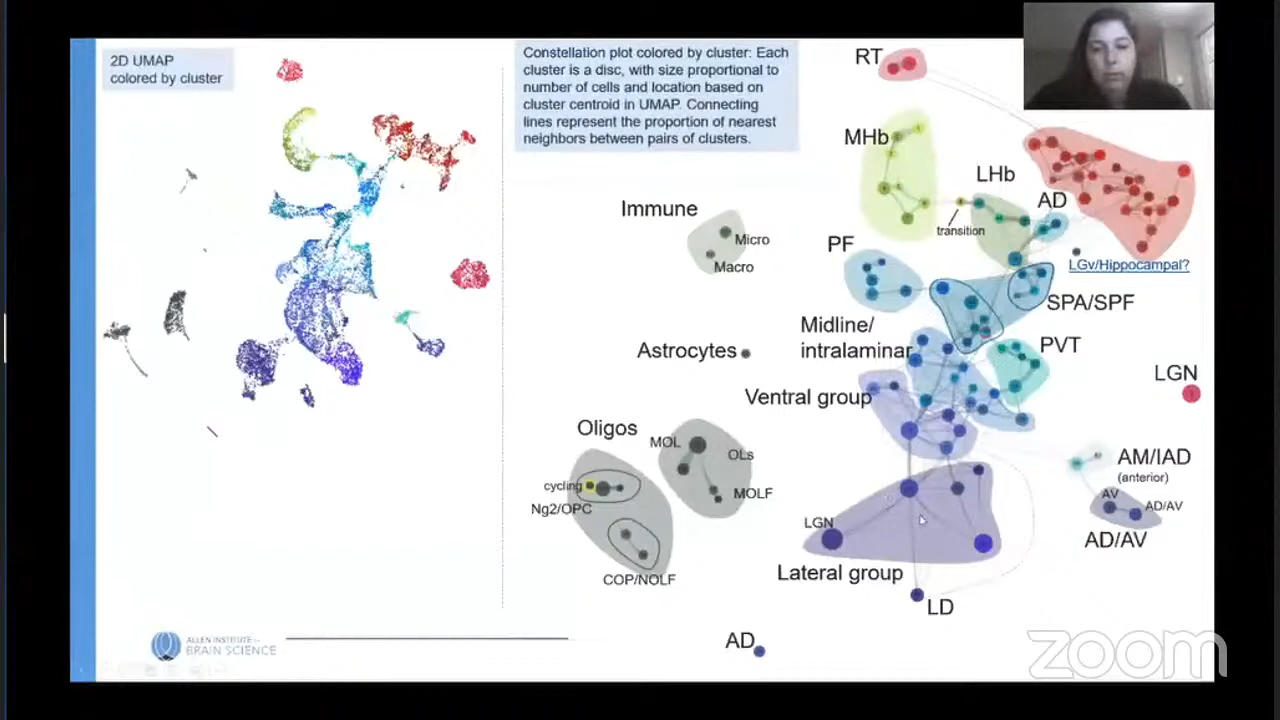 2D UMAP
colored by cluster
Constellation plot colored by cluster: Each
cluster is a disc, with size proportional to
number of cells and location based on
cluster centroid in UMAP. Connecting
lines represent the proportion of nearest
neighbors between pairs of clusters.
RT
MHb
LHb
AD
transition
LGv/Hippocampal?
Immune
Micro
Macro
PF
SPA/SPF
Midline/
intralaminar
PVT
Astrocytes
LGN
Ventral group
Oligos
MOL
OLs
MOLF
cycling
Ng2/OPC
COP/NOLF
AM/IAD
(anterior)
AV
AD/AV
AD/AV
LGN
Lateral group
LD
AD
ALLEN INSTITUTE for
BRAIN SCIENCE
zoom